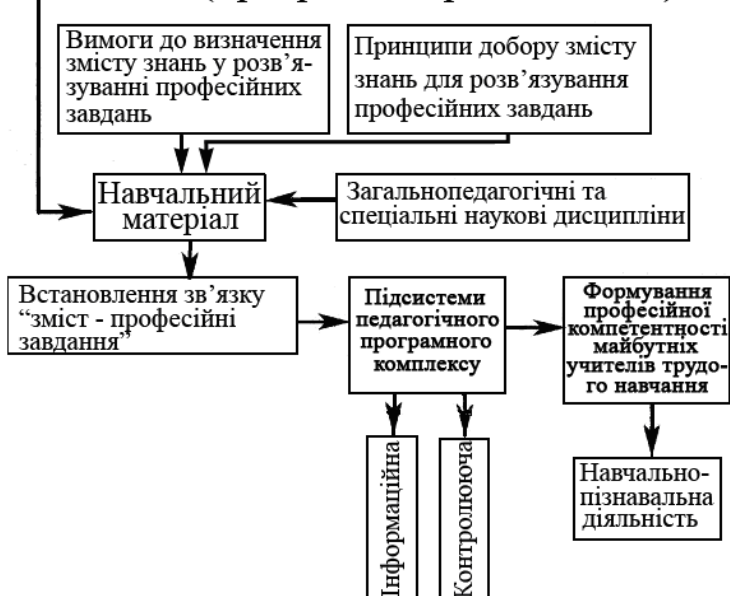 Вимоги до визначення
змісту знань у розв’я-
зуванні професійних
завдань
Принципи добору змісту
знань для розв’язування
професійних завдань
Навчальний
матеріал
Загальнопедагогічні та
спеціальні наукові дисципліни
Встановлення зв’язку
“зміст - професійні
завдання”
Підсистеми
педагогічного
програмного
комплексу
Формування
професійної
компетентності
майбутніх
учителів трудо-
го навчання
Інформаційна
Контролююча
Навчально-
пізнавальна
діяльність